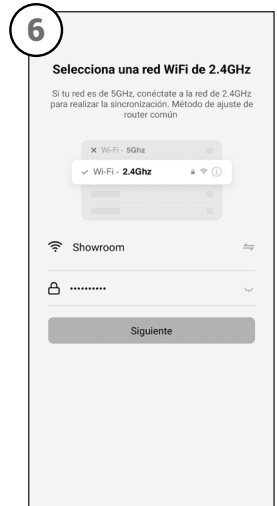 6
Selecciona una red WiFi de 2.4GHz
Si tu red es de 5GHz, conéctate a la red de 2.4GHz
para realizar la sincronización. Método de ajuste de
router común
× Wi-Fi - 5Ghz
✓ Wi-Fi - 2.4Ghz
Showroom
••••••••••
Siguiente